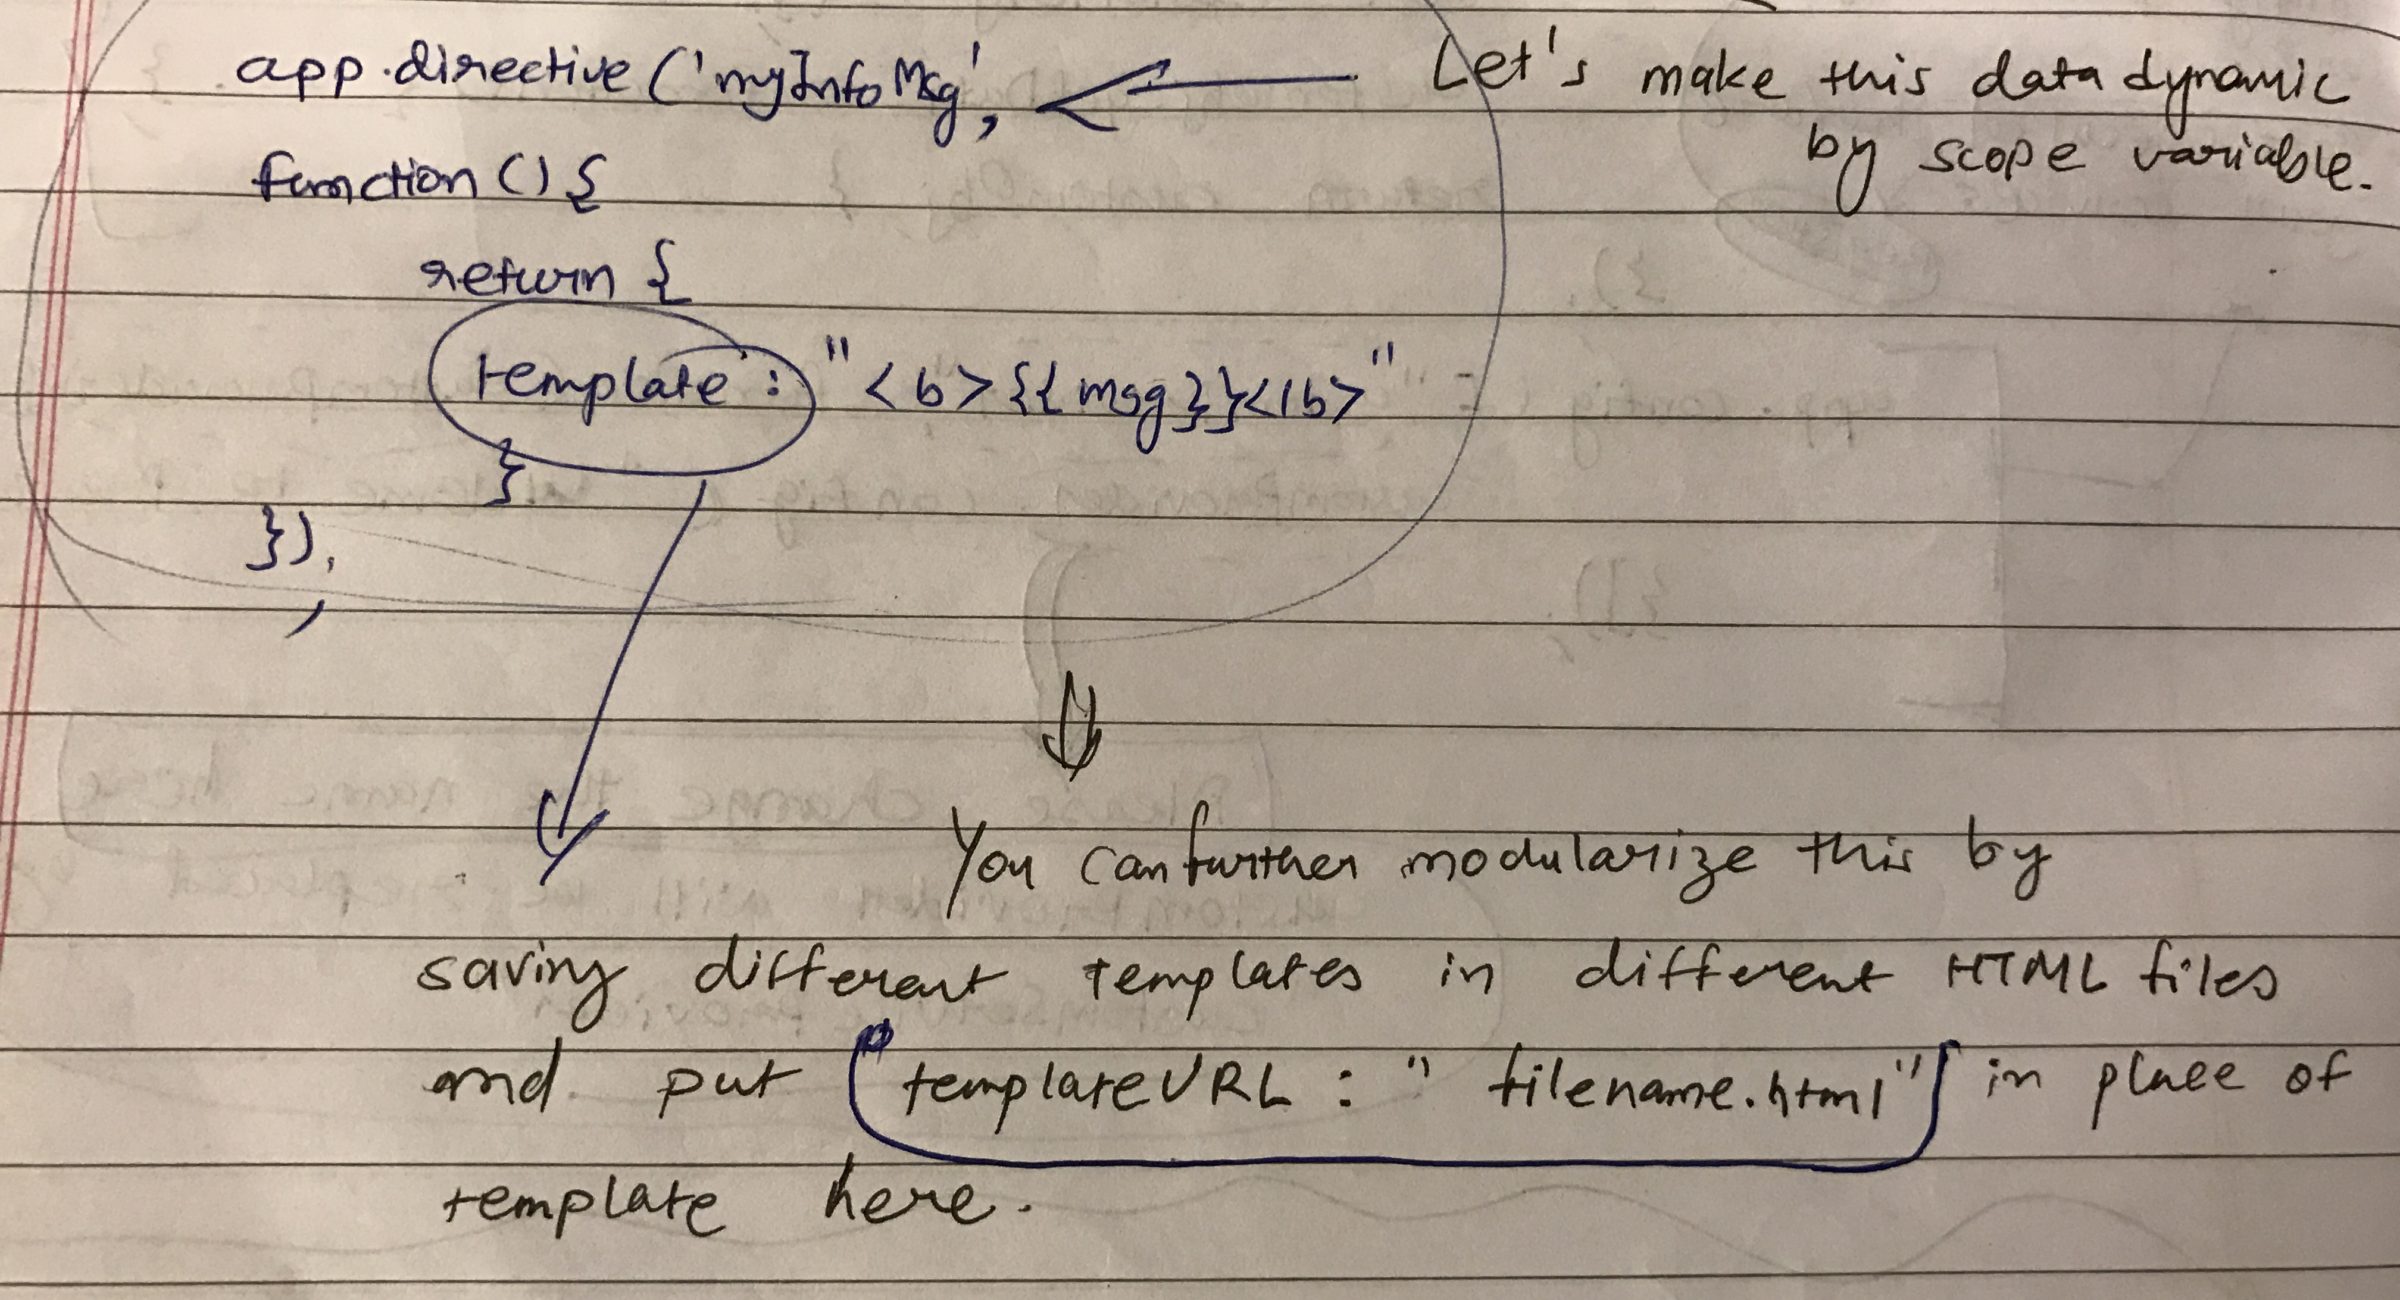 app.directive('myInfoMsg',
Let's make this data dynamic
by scope variable.
function () {
return {
template : "<b>{{msg}}</b>"
}
});
You can further modularize this by
saving different templates in different HTML files
and put templateURL : "filename.html" in place of
template here.